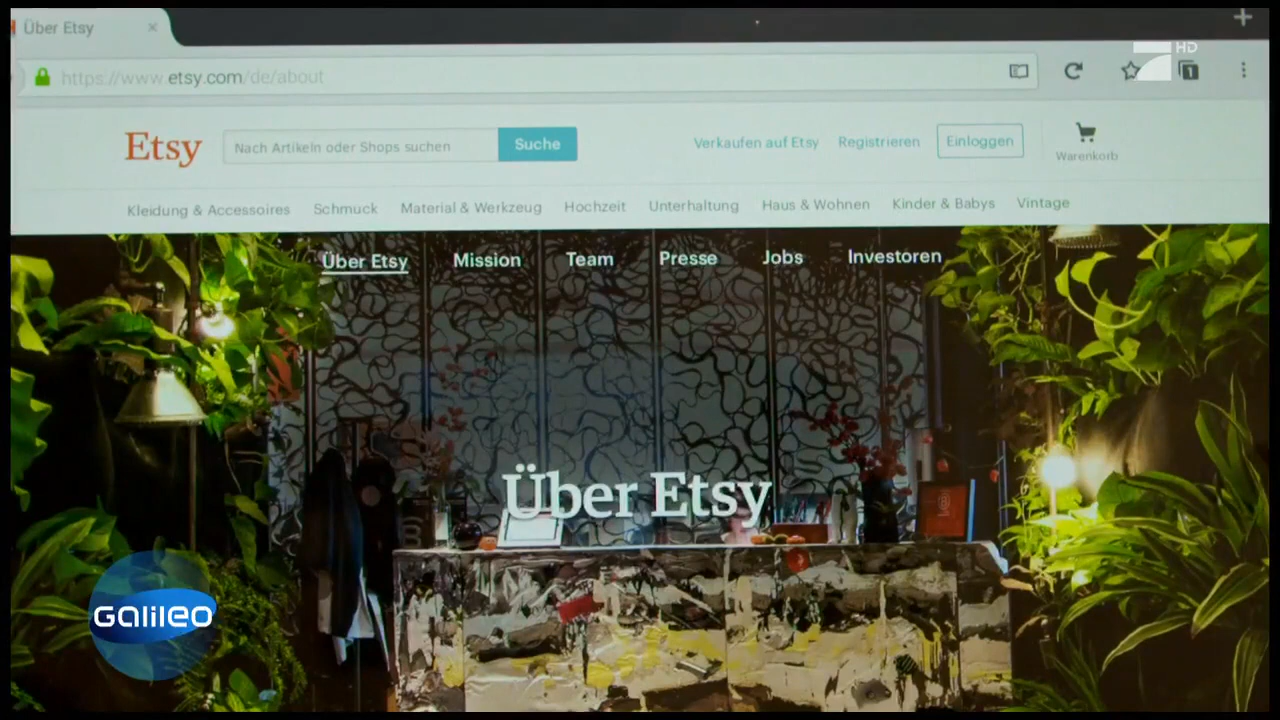 Über Etsy
HD
https://www.etsy.com/de/about
1
Etsy
Nach Artikeln oder Shops suchen
Suche
Verkaufen auf Etsy
Registrieren
Einloggen
Warenkorb
Kleidung & Accessoires
Schmuck
Material & Werkzeug
Hochzeit
Unterhaltung
Haus & Wohnen
Kinder & Babys
Vintage
Über Etsy
Mission
Team
Presse
Jobs
Investoren
Über Etsy
GALILEO